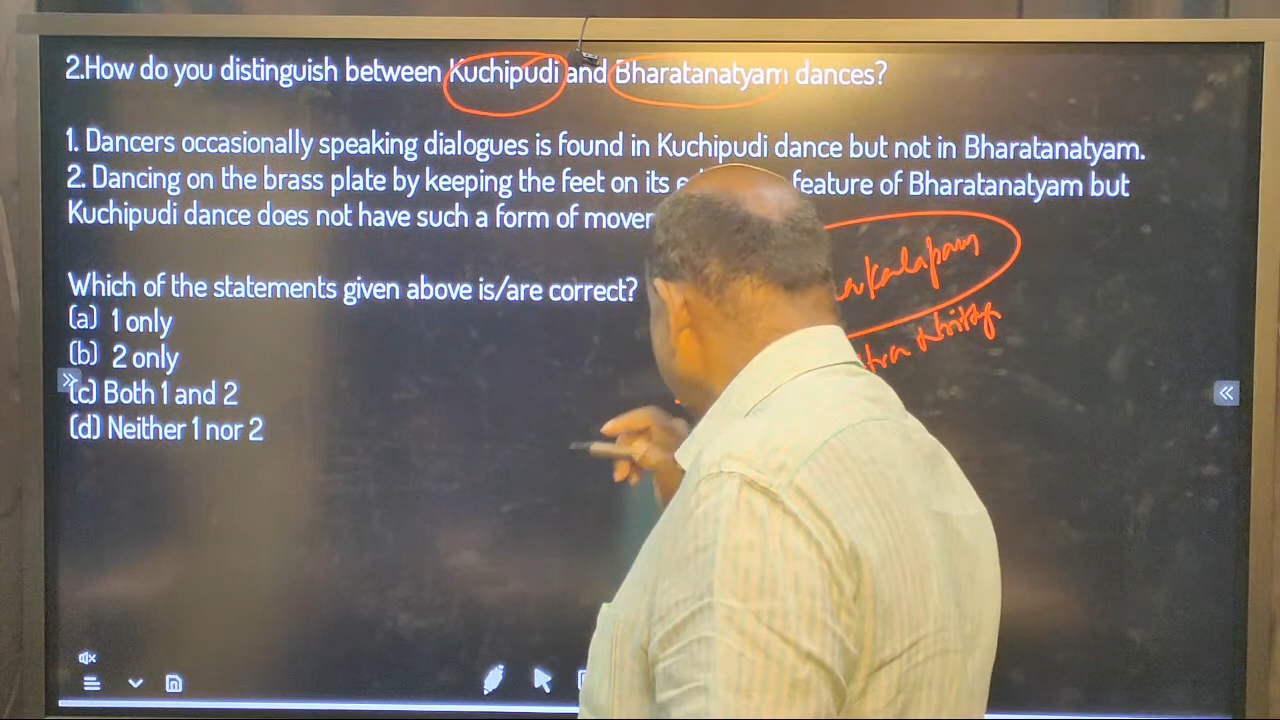 2.How do you distinguish between Kuchipudi and Bharatanatyam dances?
1. Dancers occasionally speaking dialogues is found in Kuchipudi dance but not in Bharatanatyam.
2. Dancing on the brass plate by keeping the feet on its feature of Bharatanatyam but
Kuchipudi dance does not have such a form of
Which of the statements given above is/are correct?
(a) 1 only
(b) 2 only
(c) Both 1 and 2
(d) Neither 1 nor 2